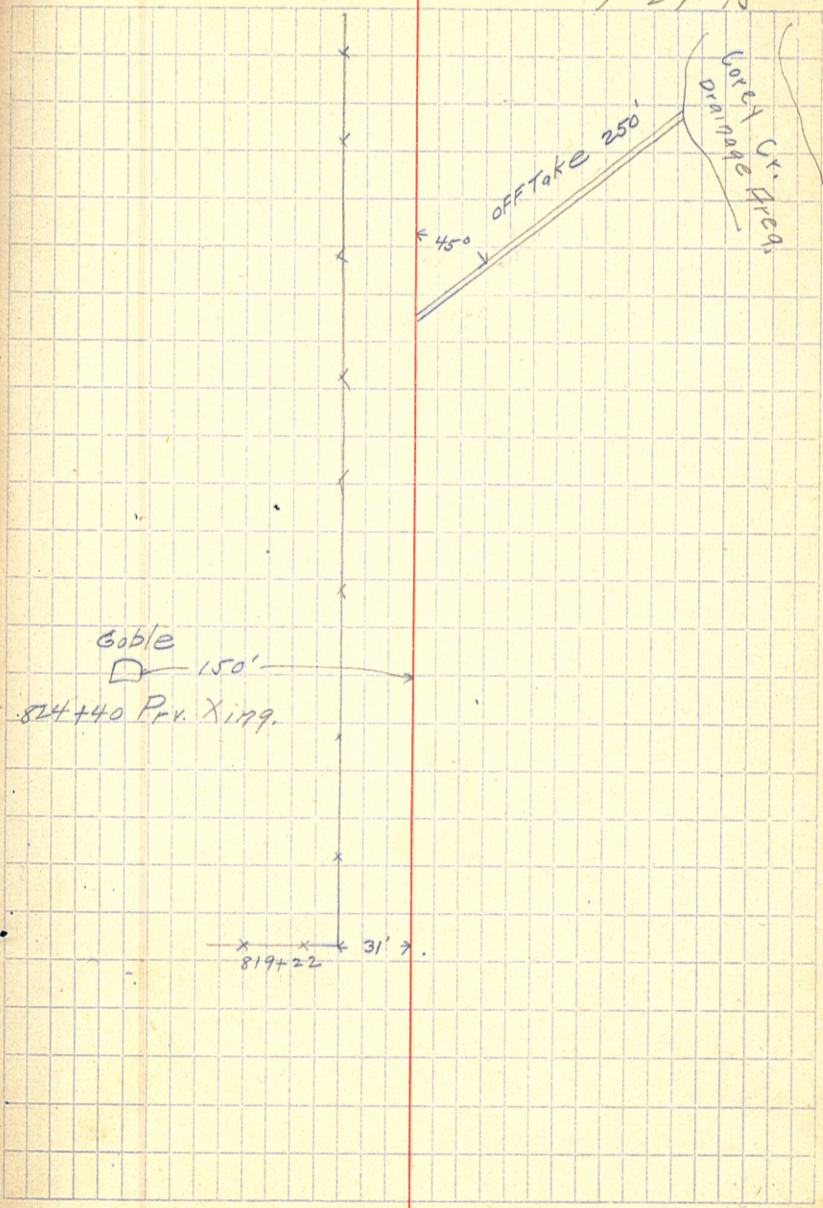 Corey Cr.
Drainage Area.
OFFTake 250'
45°
Goble
150'
824+40 Prv. Xing.
31'
819+22